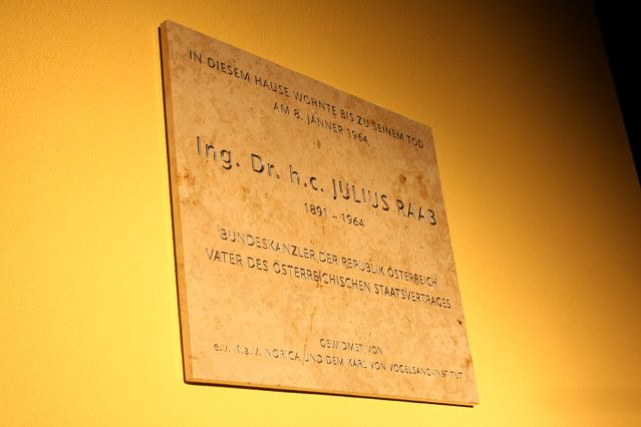 IN DIESEM HAUSE WOHNTE BIS ZU SEINEM TOD
AM 8. JÄNNER 1964
Ing. Dr. h.c. JULIUS RAAB
1891 – 1964
BUNDESKANZLER DER REPUBLIK ÖSTERREICH
VATER DES ÖSTERREICHISCHEN STAATSVERTRAGES
GEWIDMET VON
e.v. K.a.V. NORICA UND DEM KARL VON VOGELSANG-INSTITUT